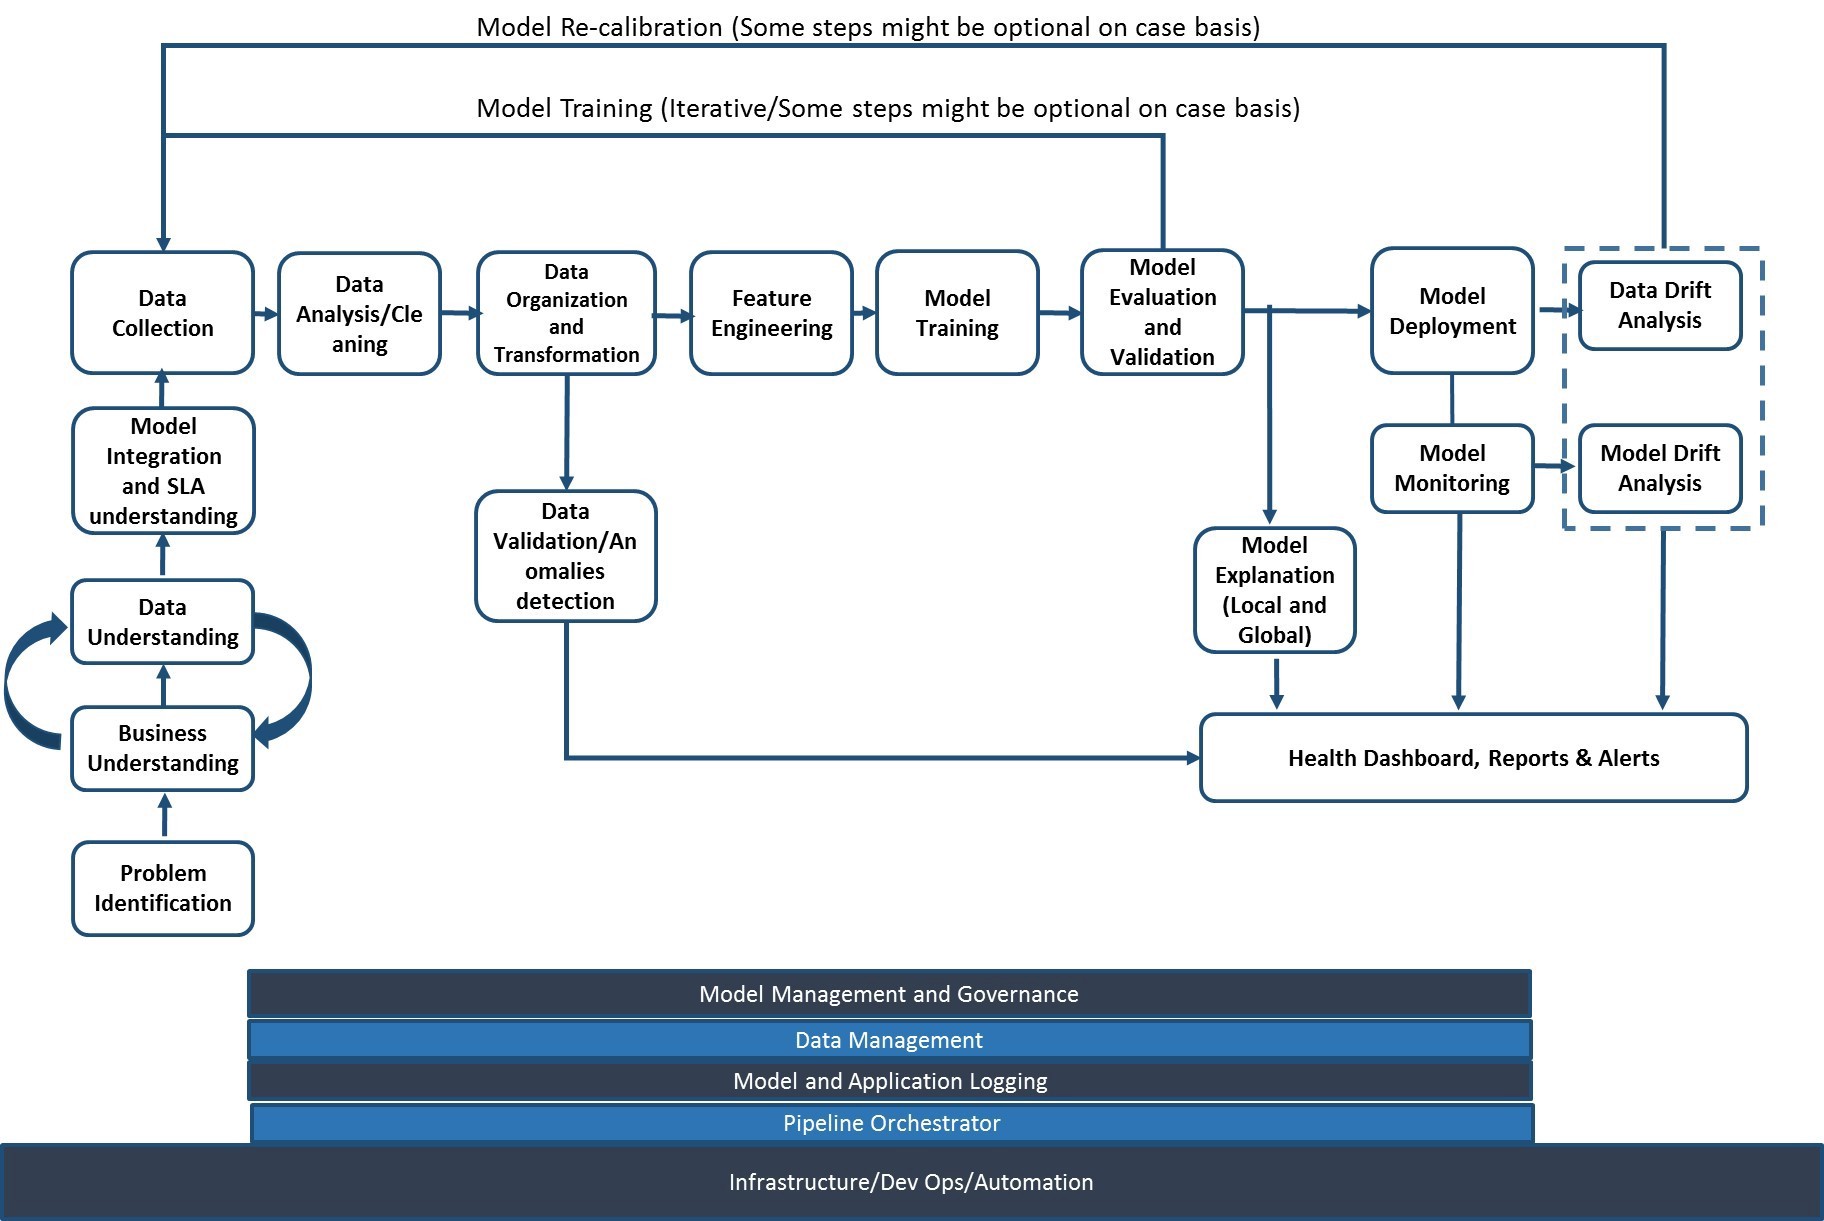 Model Re-calibration (Some steps might be optional on case basis)
Model Training (Iterative/Some steps might be optional on case basis)
Data
Collection
Data
Analysis/Cle
aning
Data
Organization
and
Transformation
Feature
Engineering
Model
Training
Model
Evaluation
and
Validation
Model
Deployment
Data Drift
Analysis
Model
Integration
and SLA
understanding
Model
Monitoring
Model Drift
Analysis
Data
Validation/An
omalies
detection
Model
Explanation
(Local and
Global)
Data
Understanding
Business
Understanding
Health Dashboard, Reports & Alerts
Problem
Identification
Model Management and Governance
Data Management
Model and Application Logging
Pipeline Orchestrator
Infrastructure/Dev Ops/Automation